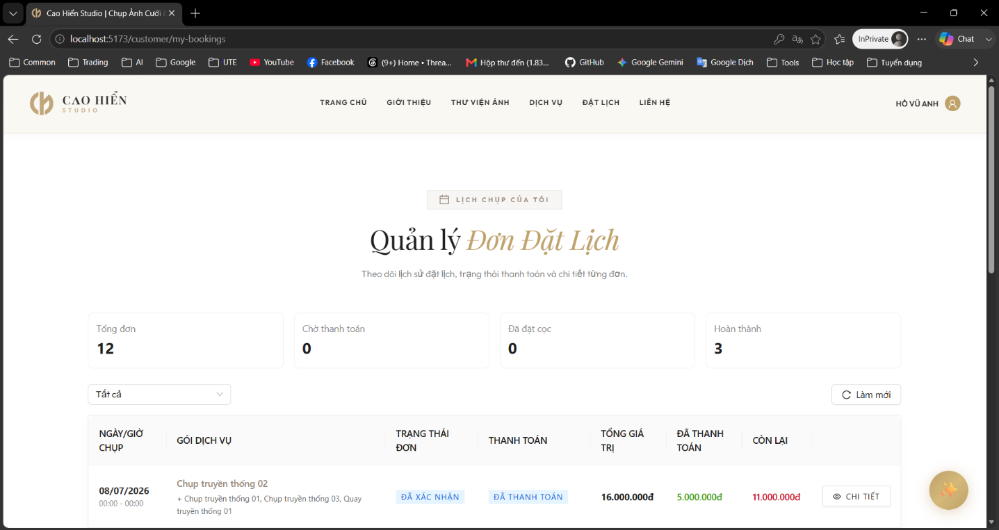 Cao Hiển Studio | Chụp Ảnh Cưới
localhost:5173/customer/my-bookings
InPrivate
Chat
Common
Trading
AI
Google
UTE
YouTube
Facebook
(9+) Home • Threa...
Hộp thư đến (1.83...
GitHub
Google Gemini
Google Dịch
Tools
Học tập
Tuyển dụng
CAO HIỂN
STUDIO
TRANG CHỦ
GIỚI THIỆU
THƯ VIỆN ẢNH
DỊCH VỤ
ĐẶT LỊCH
LIÊN HỆ
HỒ VŨ ANH
LỊCH CHỤP CỦA TÔI
Quản lý Đơn Đặt Lịch
Theo dõi lịch sử đặt lịch, trạng thái thanh toán và chi tiết từng đơn.
Tổng đơn
12
Chờ thanh toán
0
Đã đặt cọc
0
Hoàn thành
3
Tất cả
Làm mới
NGÀY/GIỜ
CHỤP
GÓI DỊCH VỤ
TRẠNG THÁI
ĐƠN
THANH TOÁN
TỔNG GIÁ
TRỊ
ĐÃ THANH
TOÁN
CÒN LẠI
08/07/2026
00:00 - 00:00
Chụp truyền thống 02
+ Chụp truyền thống 01, Chụp truyền thống 03, Quay
truyền thống 01
ĐÃ XÁC NHẬN
ĐÃ THANH TOÁN
16.000.000đ
5.000.000đ
11.000.000đ
CHI TIẾT